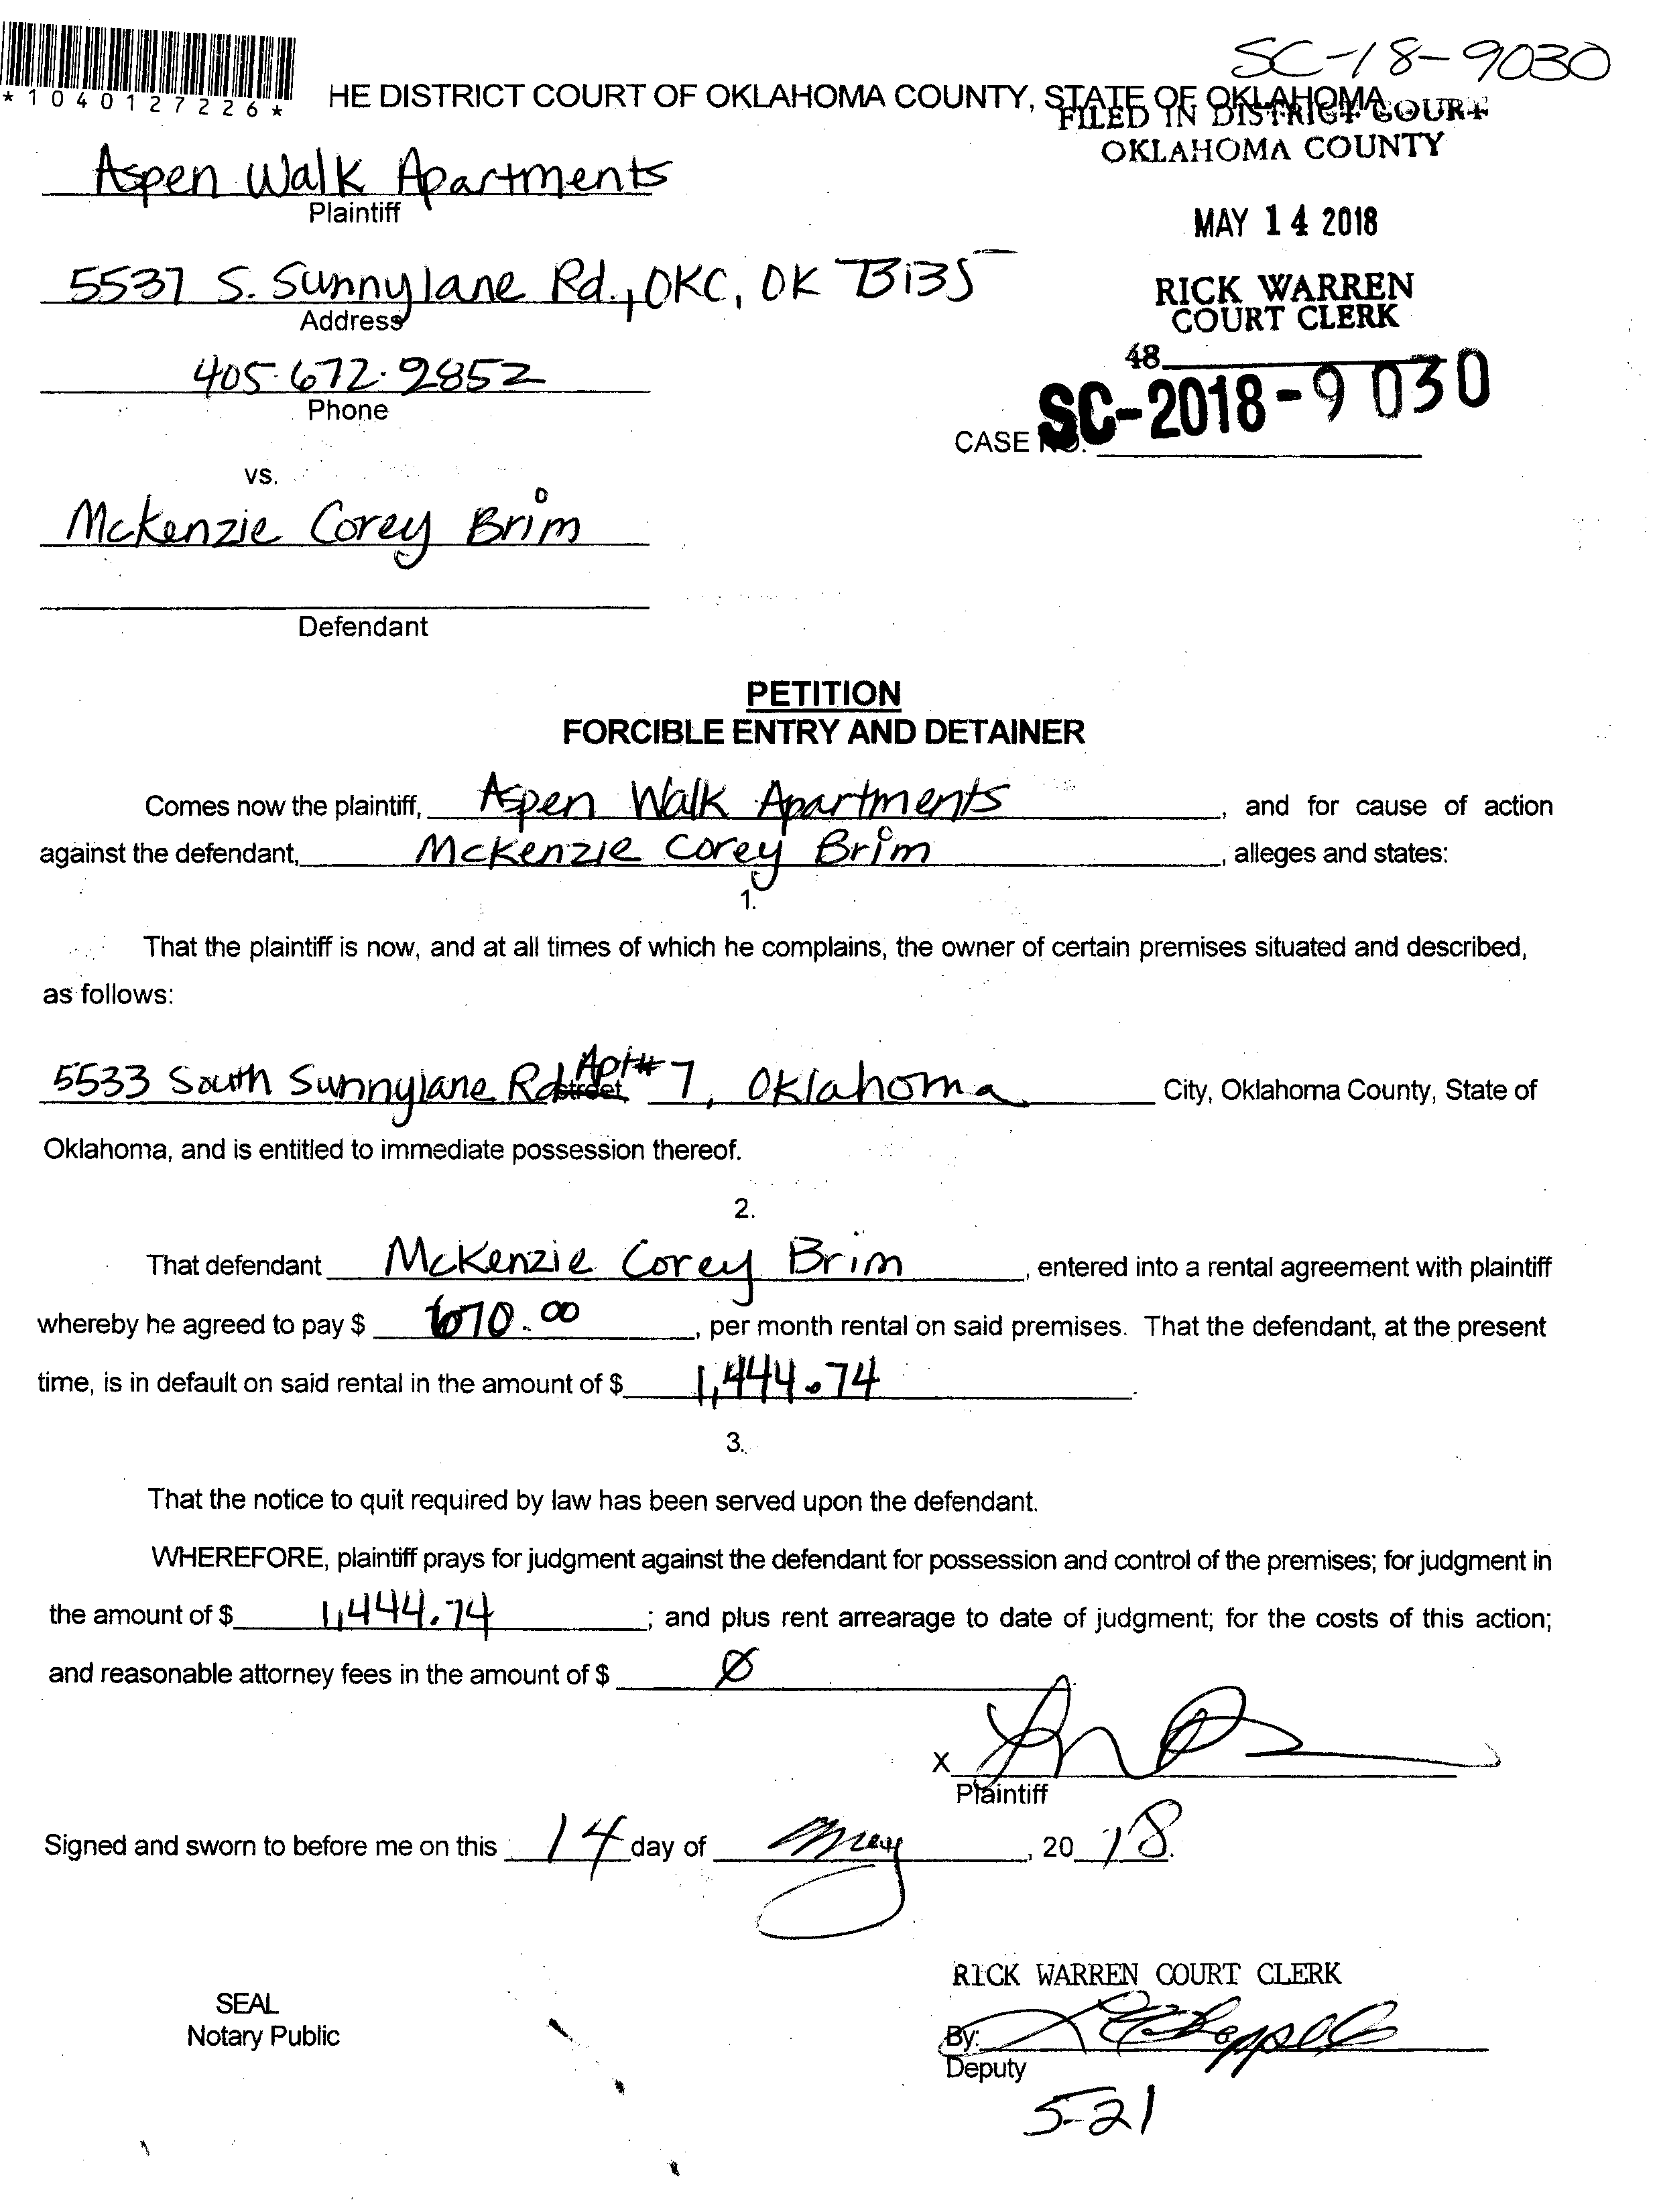 SC-18-9030
*1040127226*
HE DISTRICT COURT OF OKLAHOMA COUNTY, STATE OF OKLAHOMA
FILED IN DISTRICT COURT
OKLAHOMA COUNTY
Aspen Walk Apartments
Plaintiff
MAY 14 2018
5537 S. Sunnylane Rd., OKC, OK 73135
Address
RICK WARREN
COURT CLERK
405-672-9852
Phone
48
CASE NO. SC-2018-9030
vs.
Mckenzie Corey Brim
Defendant
PETITION
FORCIBLE ENTRY AND DETAINER
Comes now the plaintiff, Aspen Walk Apartments, and for cause of action
against the defendant, Mckenzie Corey Brim, alleges and states:
1.
That the plaintiff is now, and at all times of which he complains, the owner of certain premises situated and described,
as follows:
5533 South Sunnylane Rd street Apt# 7, Oklahoma City, Oklahoma County, State of
Oklahoma, and is entitled to immediate possession thereof.
2.
That defendant McKenzie Corey Brim, entered into a rental agreement with plaintiff
whereby he agreed to pay $ 670.00, per month rental on said premises. That the defendant, at the present
time, is in default on said rental in the amount of $ 1,444.74.
3.
That the notice to quit required by law has been served upon the defendant.
WHEREFORE, plaintiff prays for judgment against the defendant for possession and control of the premises; for judgment in
the amount of $ 1,444.74; and plus rent arrearage to date of judgment; for the costs of this action;
and reasonable attorney fees in the amount of $ Ø
X
Plaintiff
Signed and sworn to before me on this 14 day of May, 20 18.
RICK WARREN COURT CLERK
SEAL
Notary Public
By:
Deputy
5-21